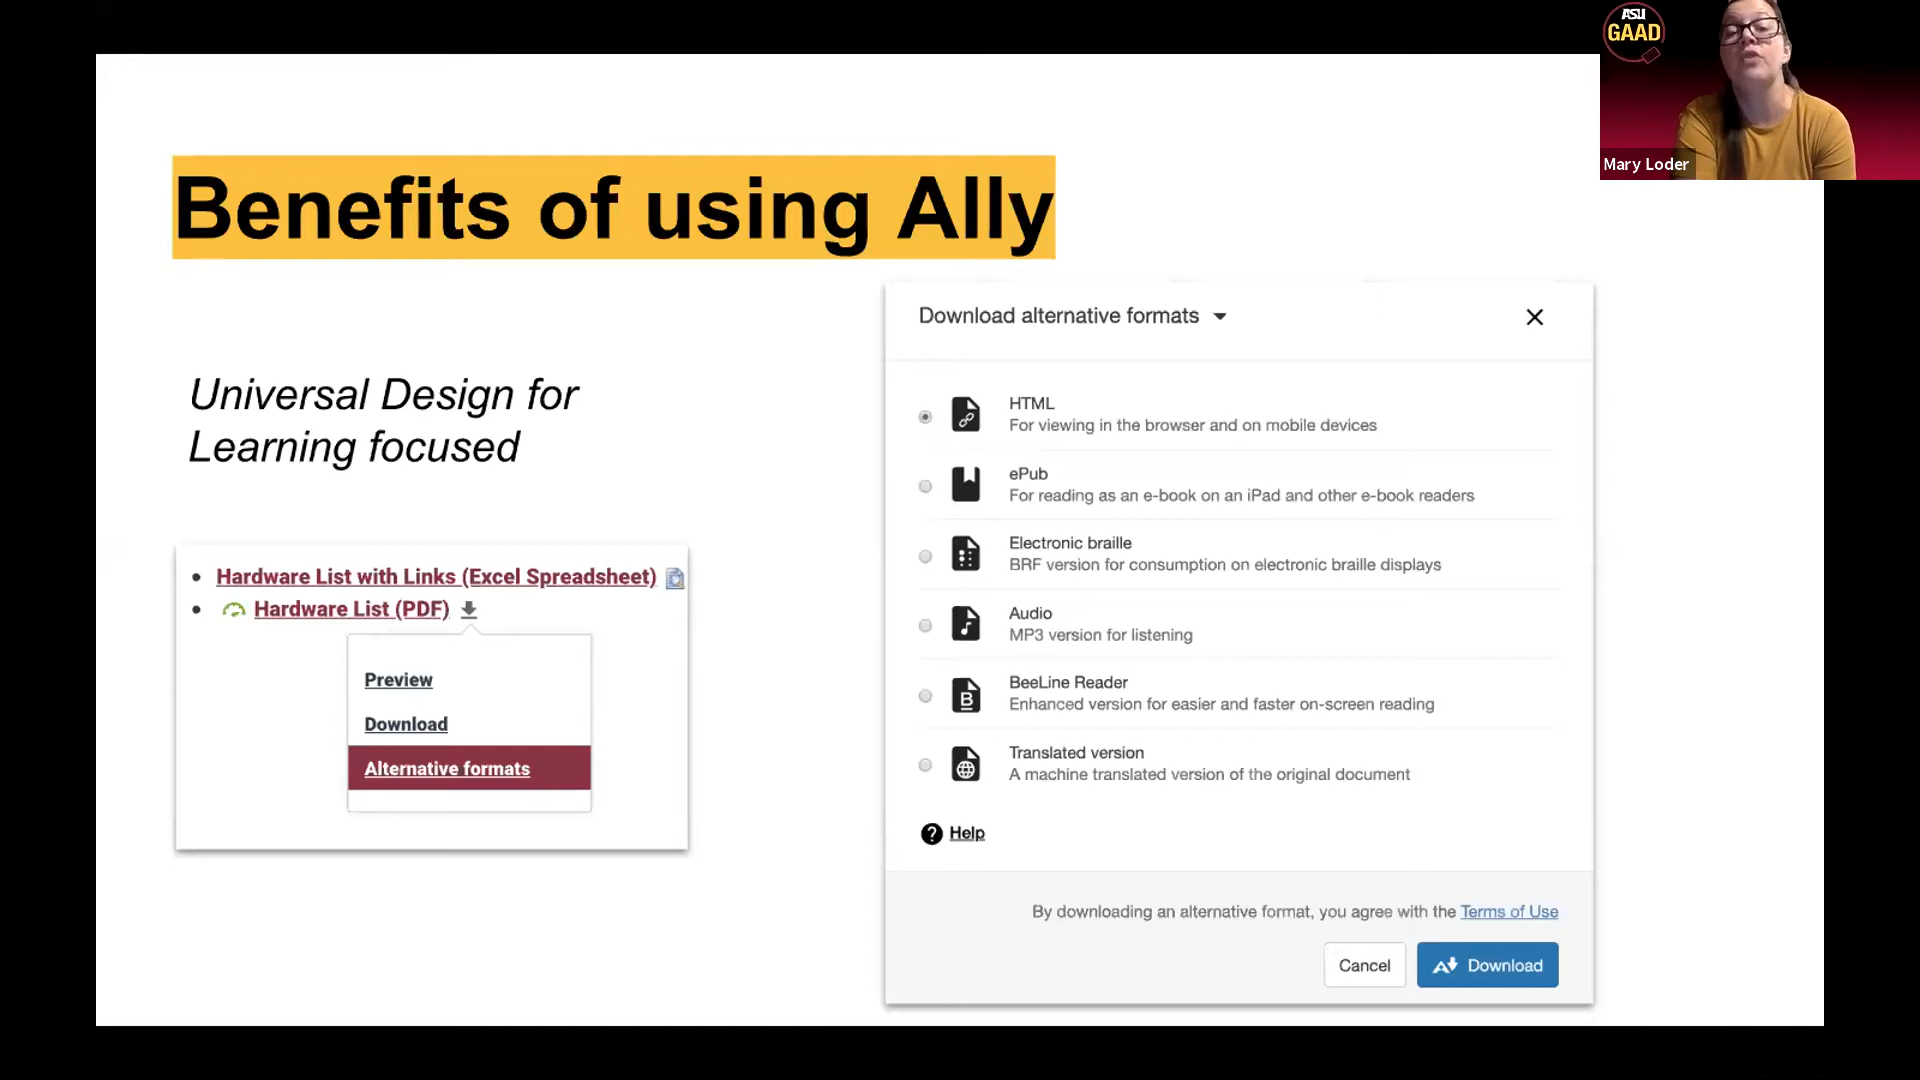 ASU
GAAD
Mary Loder
Benefits of using Ally
Universal Design for
Learning focused
Hardware List with Links (Excel Spreadsheet)
Hardware List (PDF)
Preview
Download
Alternative formats
Download alternative formats
HTML
For viewing in the browser and on mobile devices
ePub
For reading as an e-book on an iPad and other e-book readers
Electronic braille
BRF version for consumption on electronic braille displays
Audio
MP3 version for listening
B
BeeLine Reader
Enhanced version for easier and faster on-screen reading
Translated version
A machine translated version of the original document
? Help
By downloading an alternative format, you agree with the Terms of Use
Cancel
Download